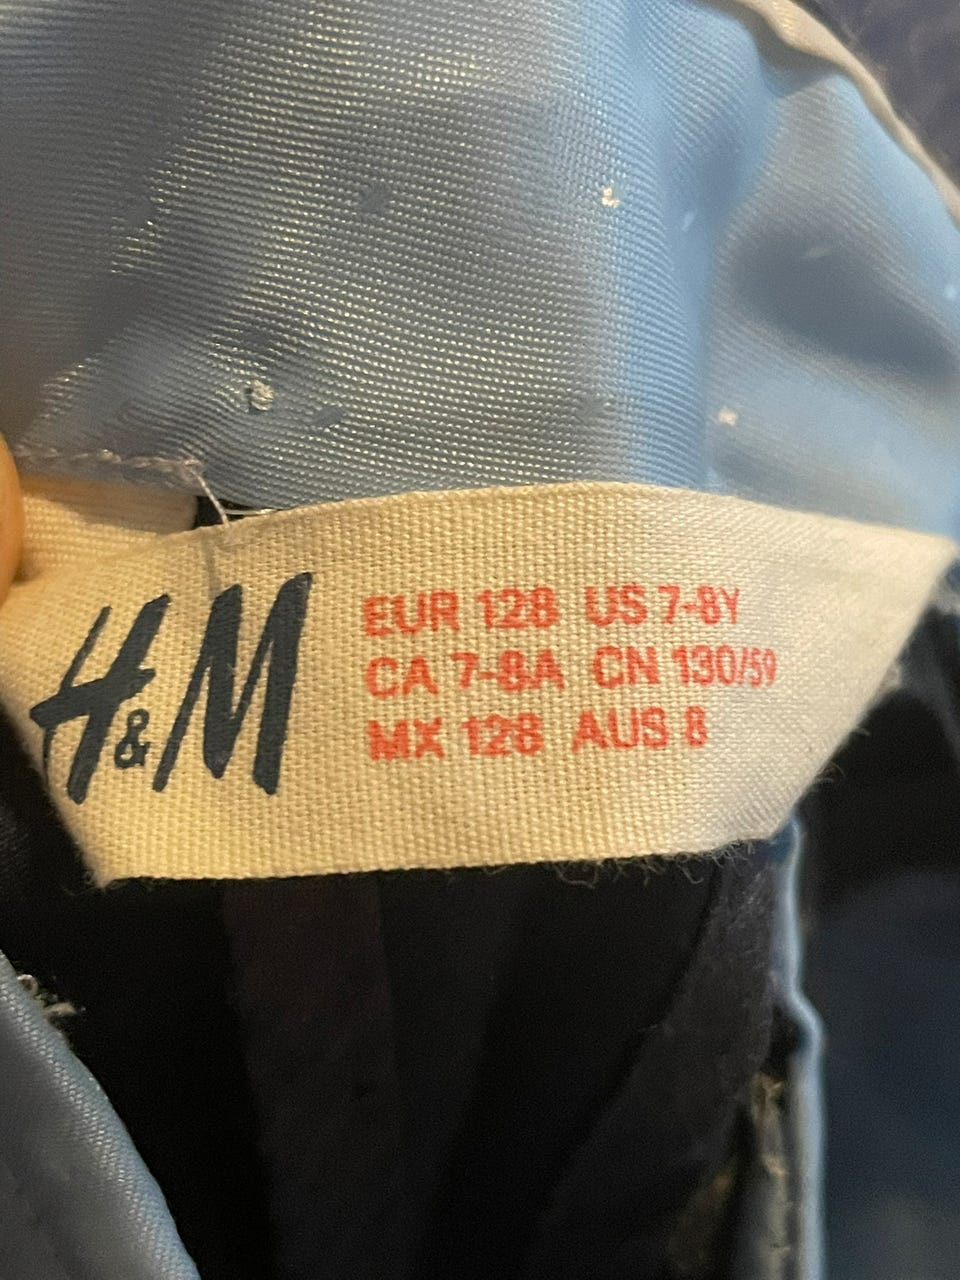 H&M
EUR 128 US 7-8Y
CA 7-8A CN 130/59
MX 128 AUS 8